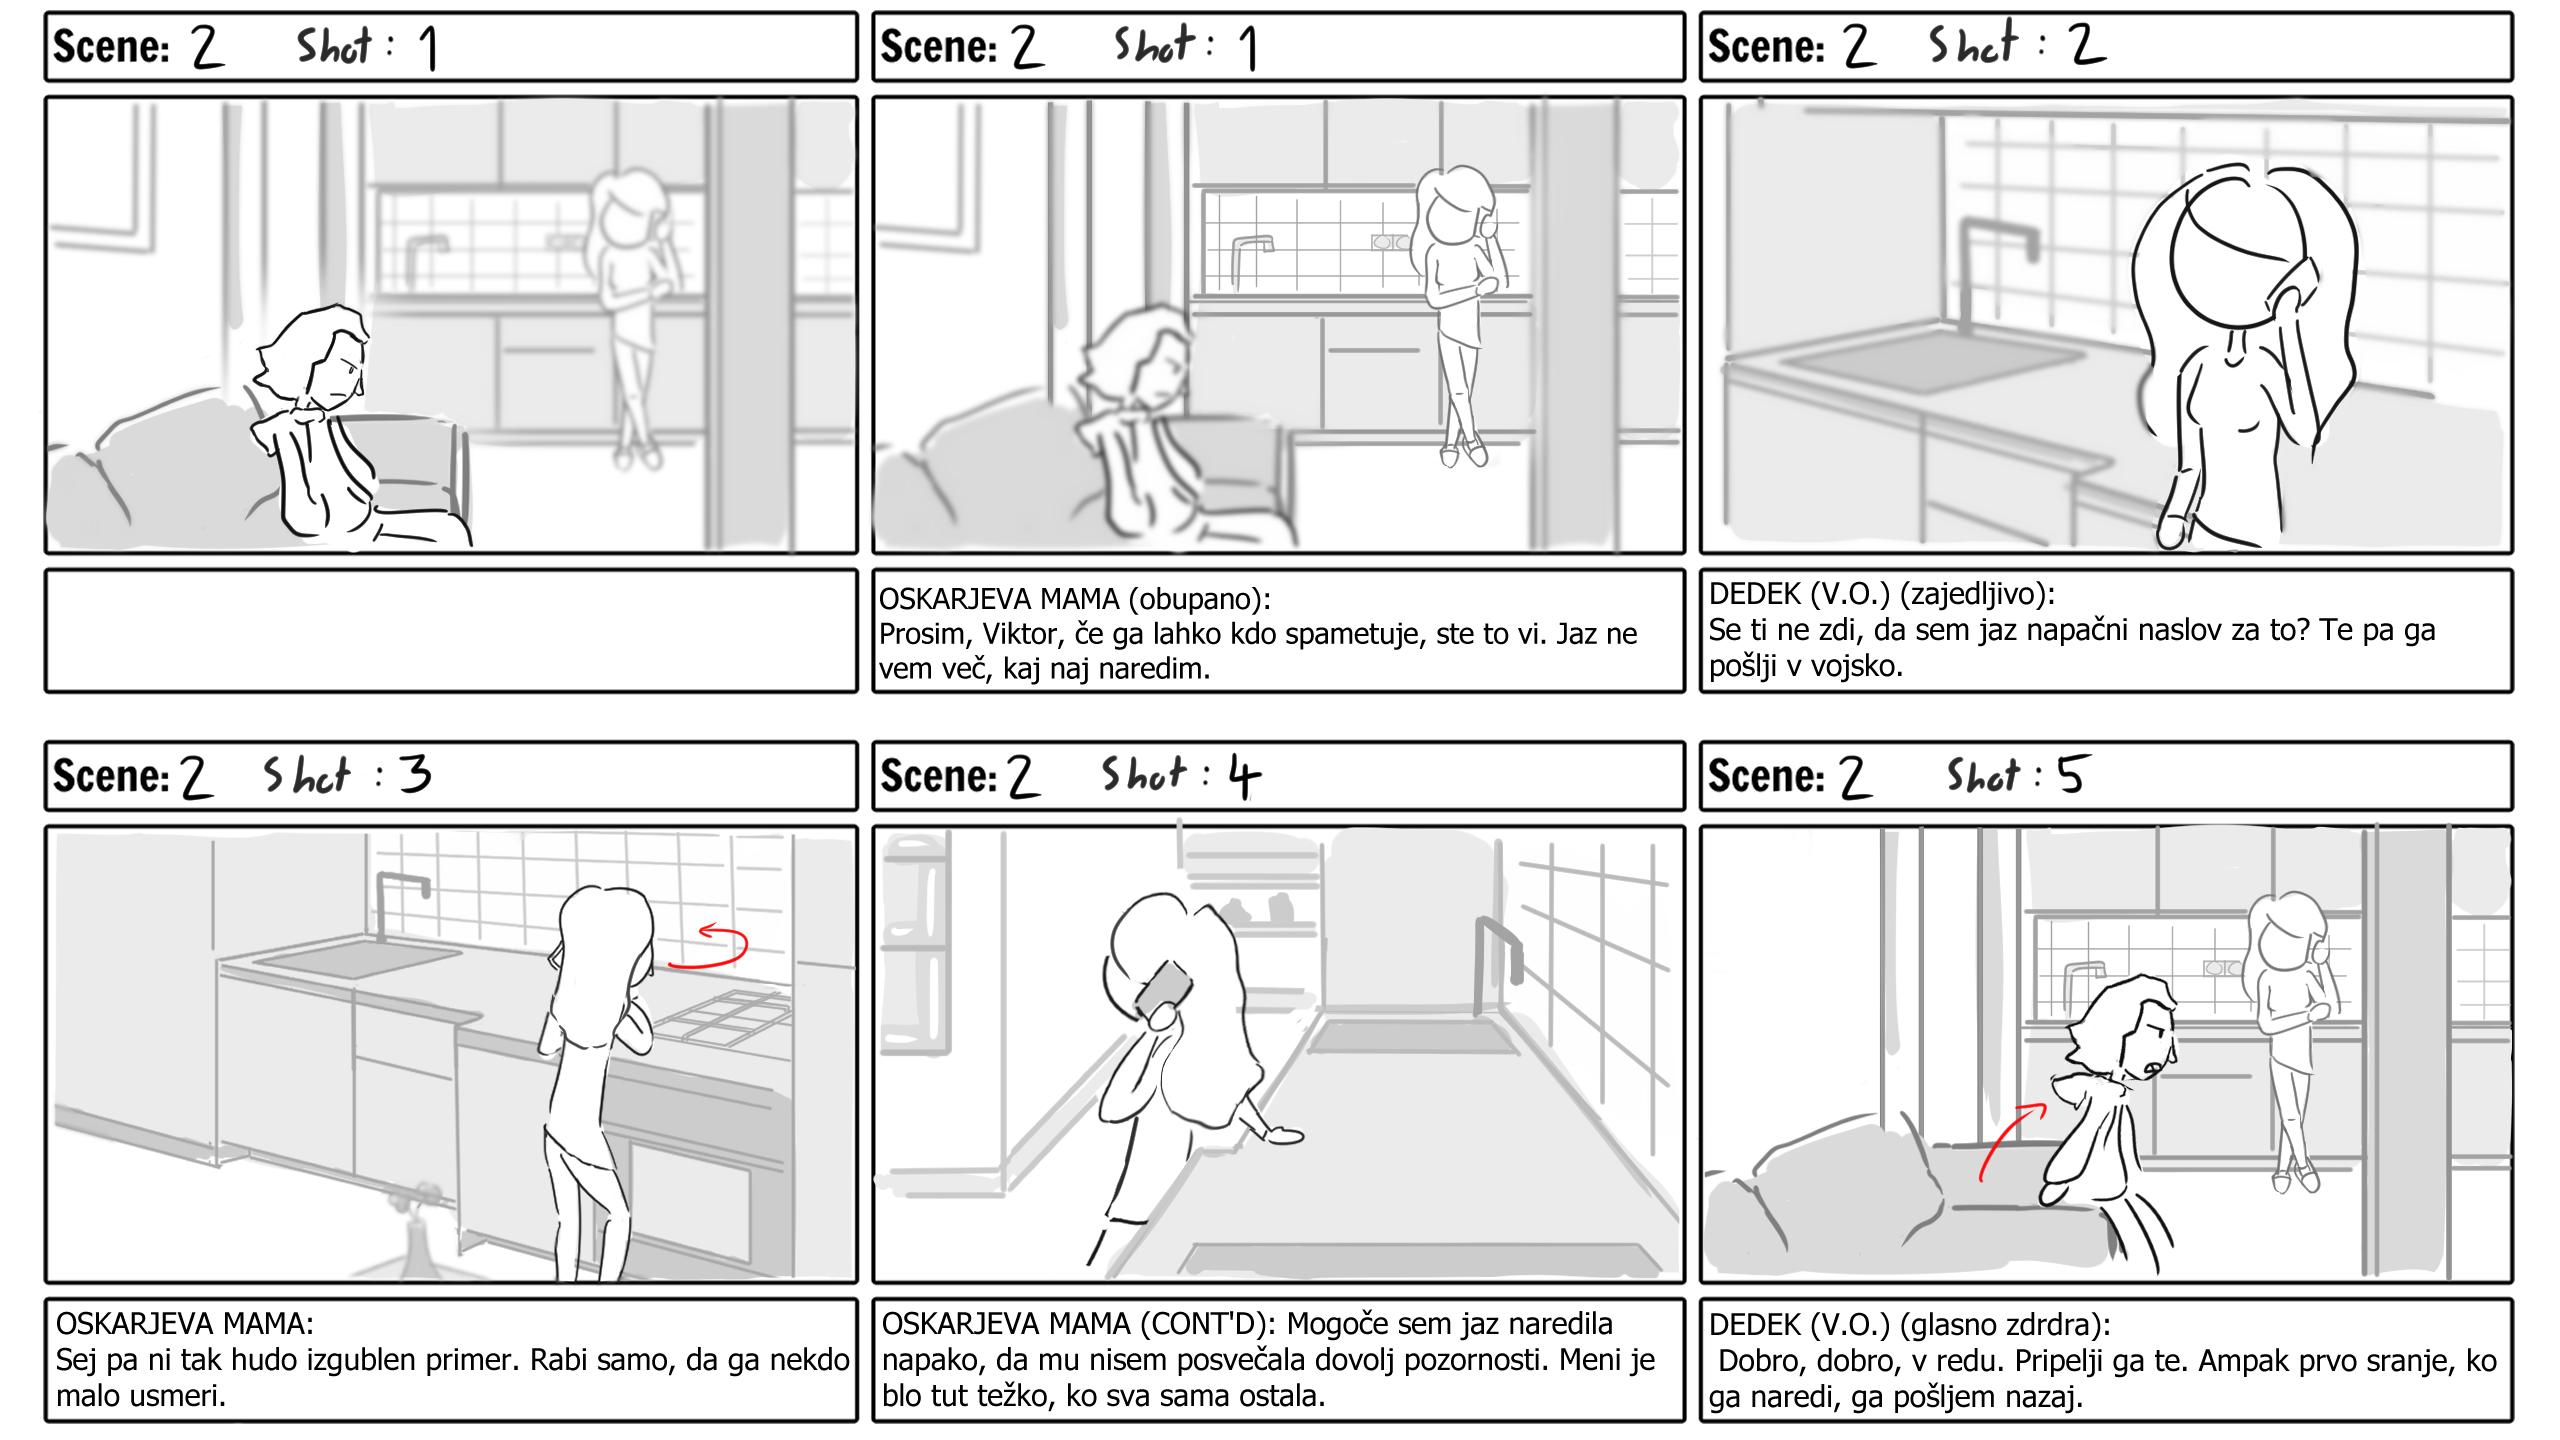 Scene: 2 Shot: 1
Scene: 2 Shot: 1
Scene: 2 Shot: 2
OSKARJEVA MAMA (obupano):
Prosim, Viktor, če ga lahko kdo spametuje, ste to vi. Jaz ne
vem več, kaj naj naredim.
DEDEK (V.O.) (zajedljivo):
Se ti ne zdi, da sem jaz napačni naslov za to? Te pa ga
pošlji v vojsko.
Scene: 2 Shot: 3
Scene: 2 Shot: 4
Scene: 2 Shot: 5
OSKARJEVA MAMA:
Sej pa ni tak hudo izgublen primer. Rabi samo, da ga nekdo
malo usmeri.
OSKARJEVA MAMA (CONT'D): Mogoče sem jaz naredila
napako, da mu nisem posvečala dovolj pozornosti. Meni je
blo tut težko, ko sva sama ostala.
DEDEK (V.O.) (glasno zdrdra):
Dobro, dobro, v redu. Pripelji ga te. Ampak prvo sranje, ko
ga naredi, ga pošljem nazaj.